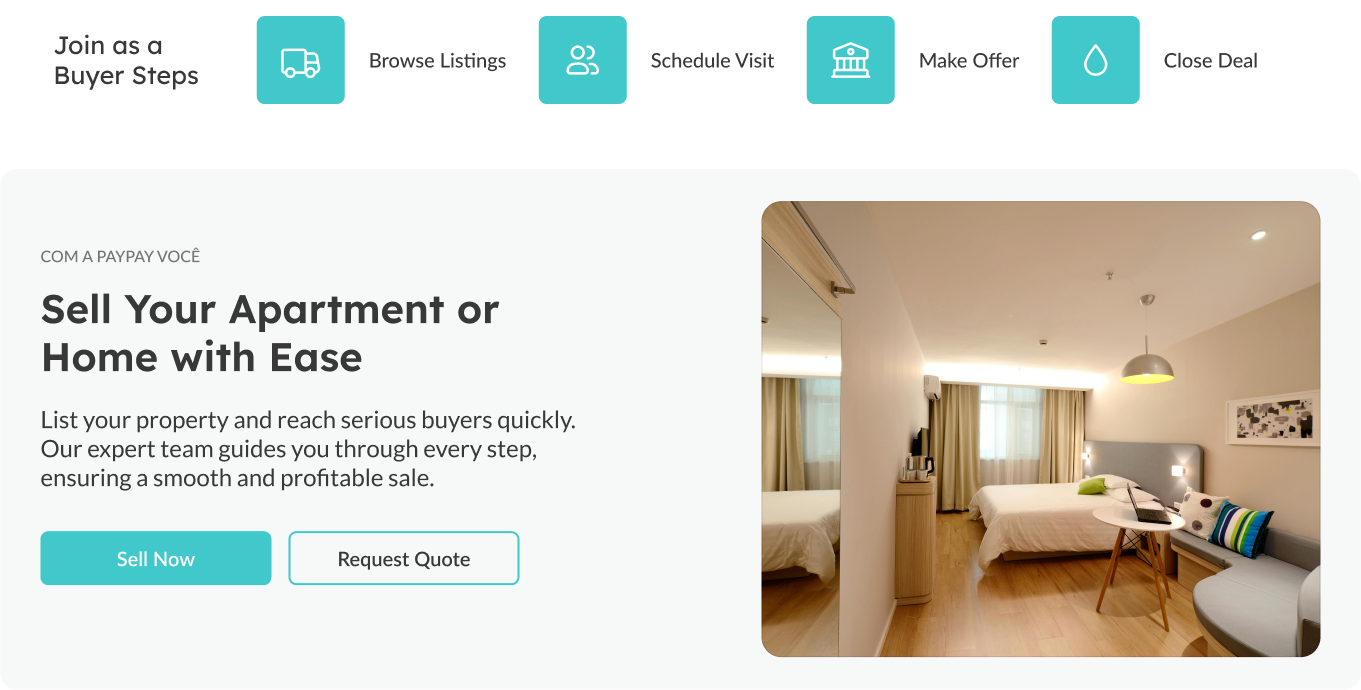 Join as a
Buyer Steps
Browse Listings
Schedule Visit
Make Offer
Close Deal
COM A PAYPAY VOCÊ
Sell Your Apartment or
Home with Ease
List your property and reach serious buyers quickly.
Our expert team guides you through every step,
ensuring a smooth and profitable sale.
Sell Now
Request Quote